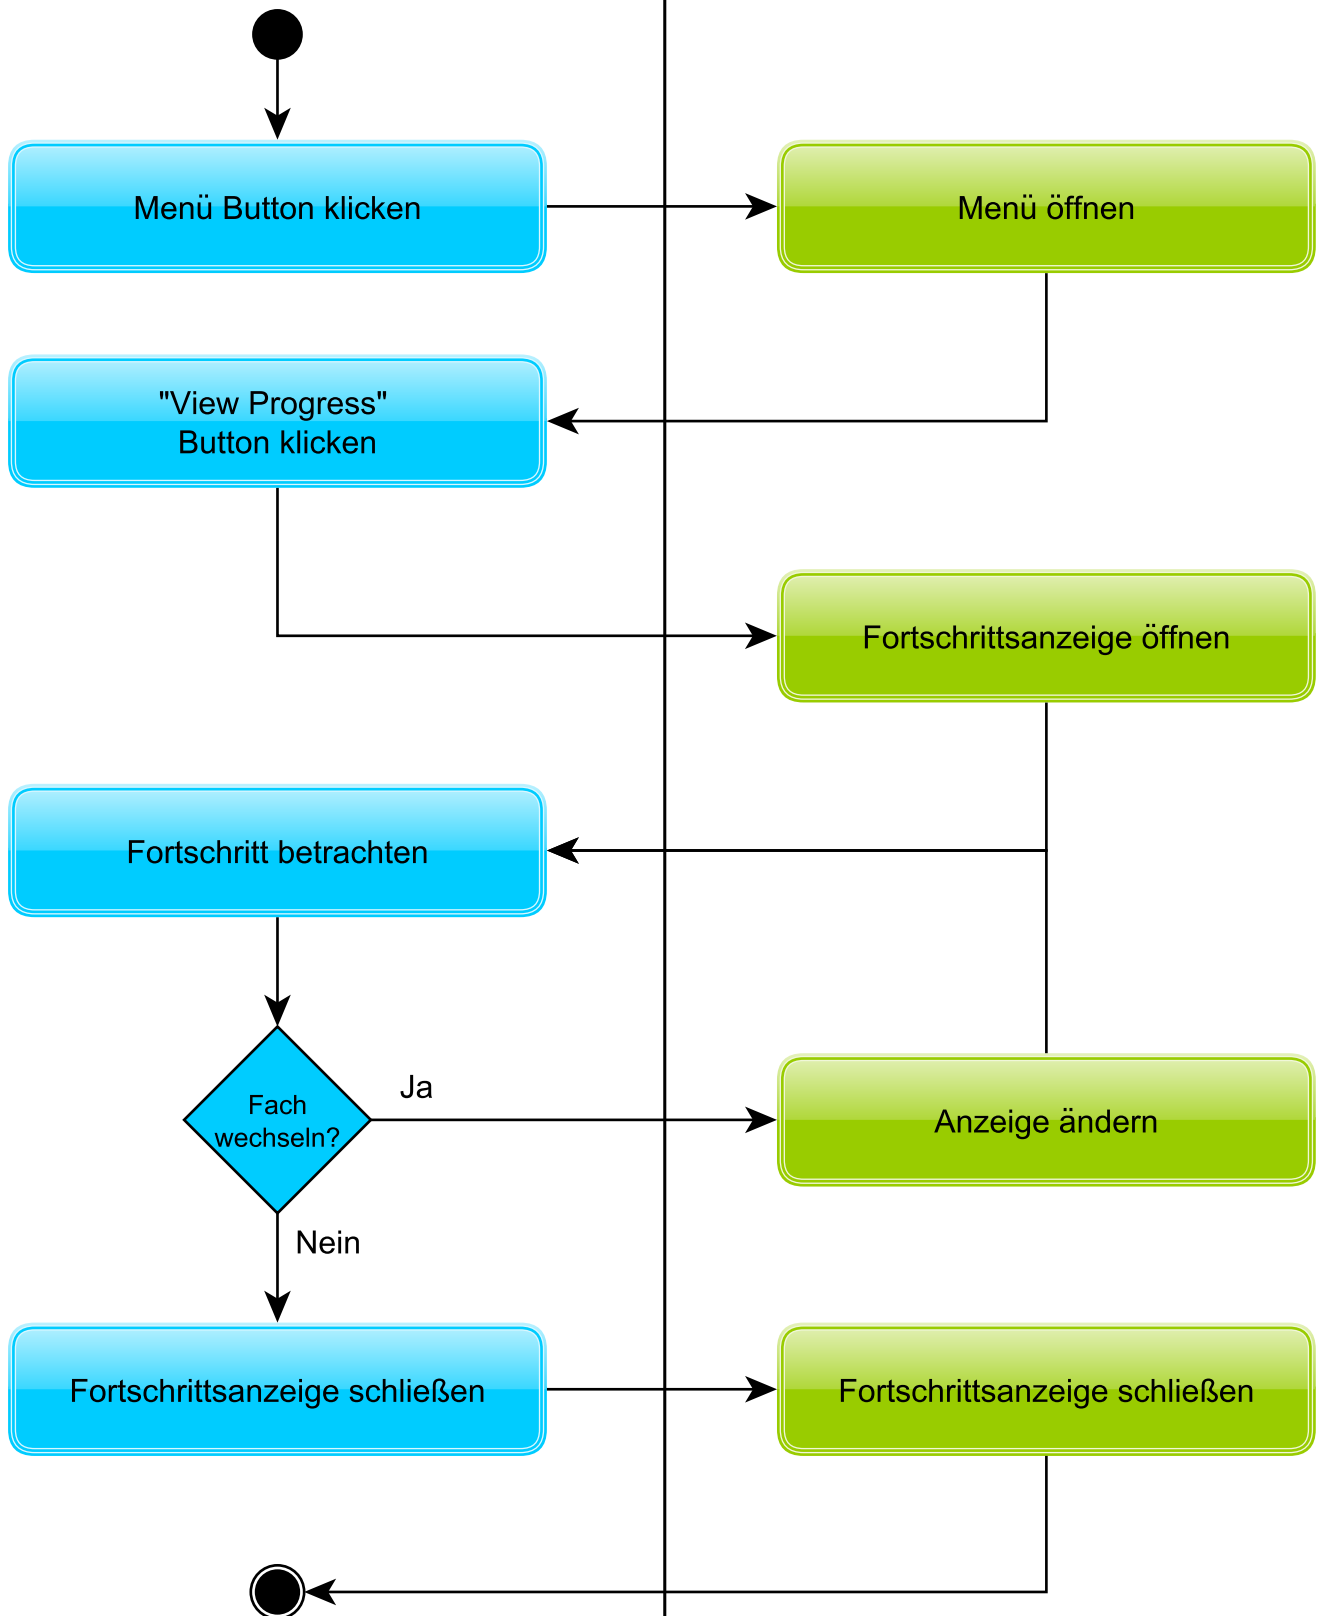 Menü Button klicken
Menü öffnen
"View Progress"
Button klicken
Fortschrittsanzeige öffnen
Fortschritt betrachten
Fach
wechseln?
Ja
Anzeige ändern
Nein
Fortschrittsanzeige schließen
Fortschrittsanzeige schließen